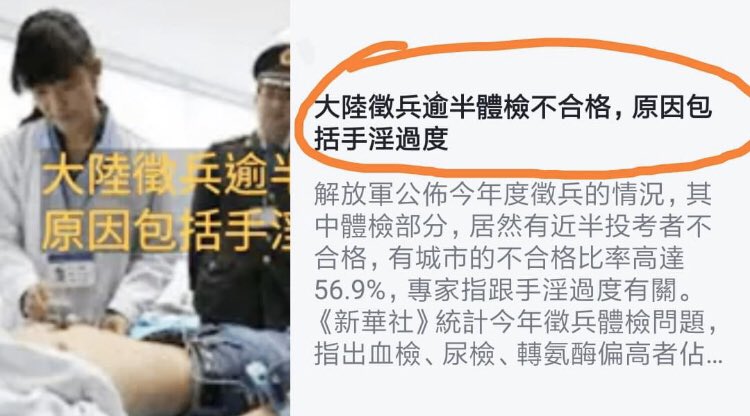 大陸徵兵逾半
原因包括手淫
大陸徵兵逾半體檢不合格，原因包
括手淫過度
解放軍公佈今年度徵兵的情況，其
中體檢部分，居然有近半投考者不
合格，有城市的不合格比率高達
56.9%，專家指跟手淫過度有關。
《新華社》統計今年徵兵體檢問題，
指出血檢、尿檢、轉氨酶偏高者佔...